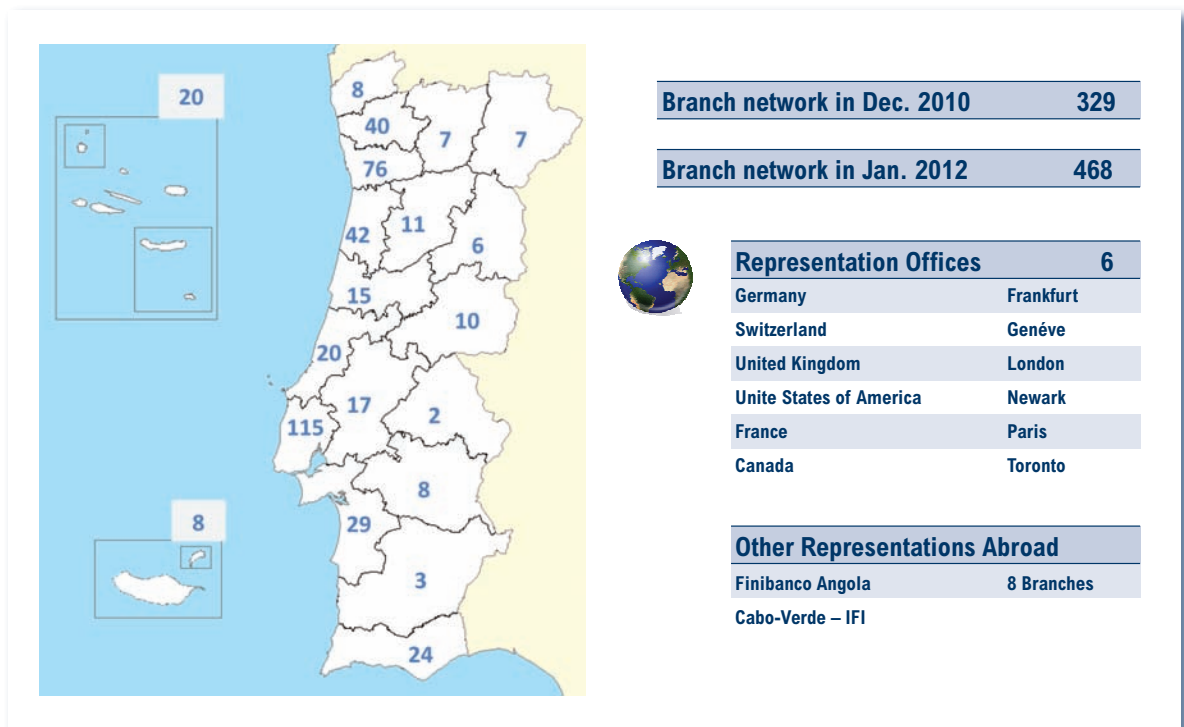 20
8
40
7
7
76
11
42
6
15
10
20
17
2
115
8
8
29
3
24
Branch network in Dec. 2010 329
Branch network in Jan. 2012 468
Representation Offices 6
Germany Frankfurt
Switzerland Genéve
United Kingdom London
Unite States of America Newark
France Paris
Canada Toronto
Other Representations Abroad
Finibanco Angola 8 Branches
Cabo-Verde – IFI